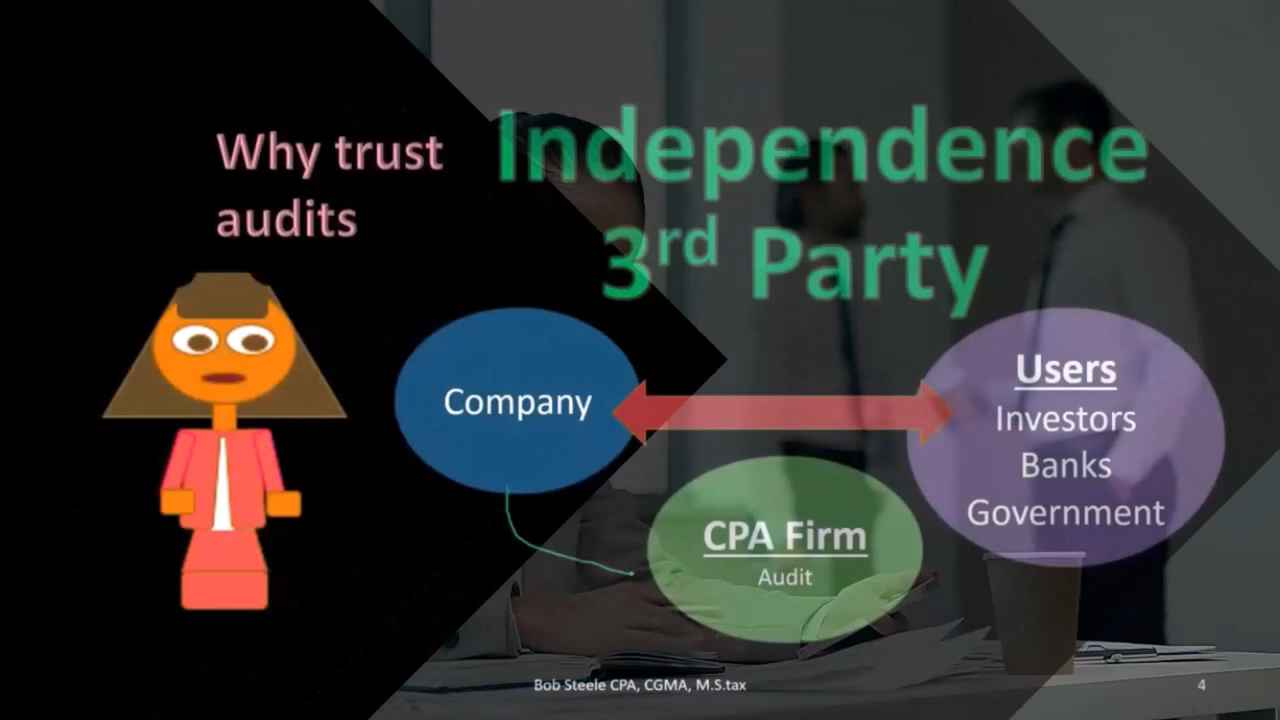 Why trust
audits
Independence
3rd Party
Company
Users
Investors
Banks
Government
CPA Firm
Audit
Bob Steele CPA, CGMA, M.S.tax
4